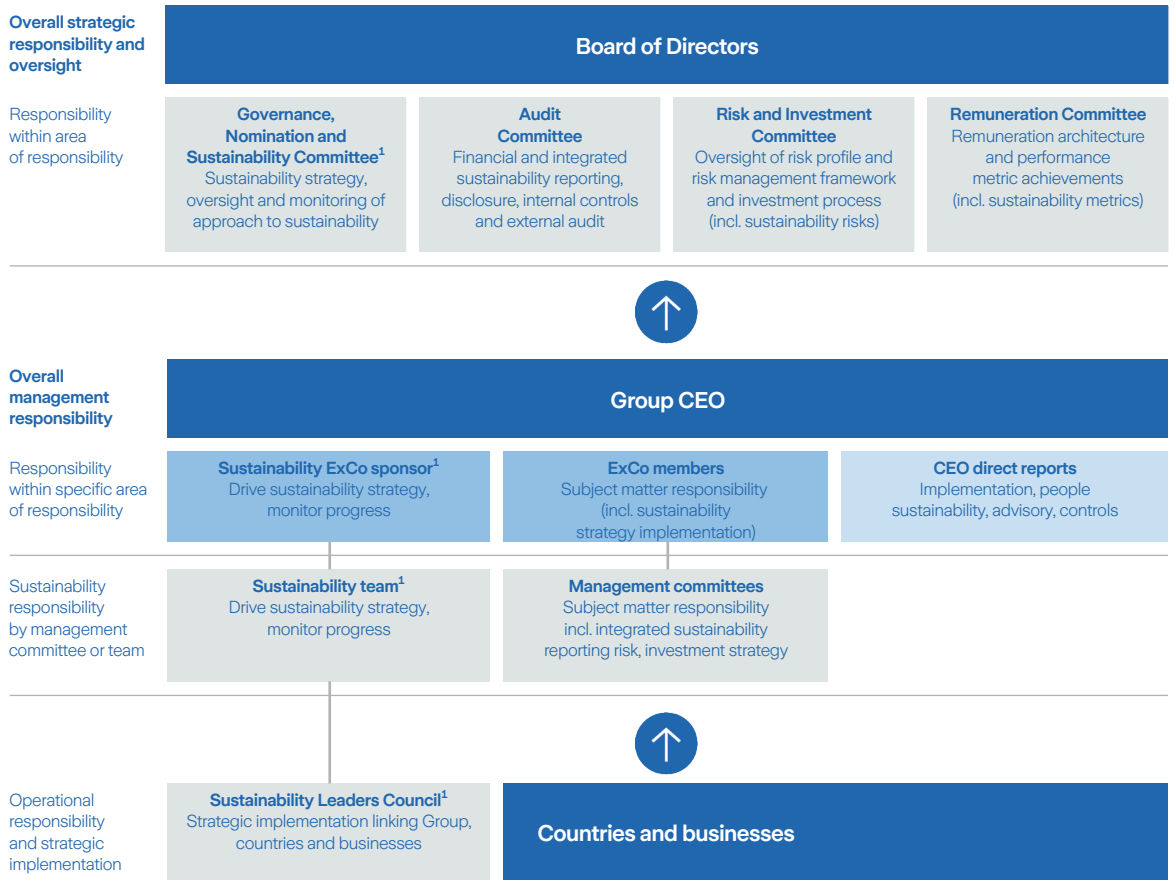 Overall strategic
responsibility and
oversight
Board of Directors
Responsibility
within area
of responsibility
Governance,
Nomination and
Sustainability Committee¹
Sustainability strategy,
oversight and monitoring of
approach to sustainability
Audit
Committee
Financial and integrated
sustainability reporting,
disclosure, internal controls
and external audit
Risk and Investment
Committee
Oversight of risk profile and
risk management framework
and investment process
(incl. sustainability risks)
Remuneration Committee
Remuneration architecture
and performance
metric achievements
(incl. sustainability metrics)
Overall
management
responsibility
Group CEO
Responsibility
within specific area
of responsibility
Sustainability ExCo sponsor¹
Drive sustainability strategy,
monitor progress
ExCo members
Subject matter responsibility
(incl. sustainability
strategy implementation)
CEO direct reports
Implementation, people
sustainability, advisory, controls
Sustainability
responsibility
by management
committee or team
Sustainability team¹
Drive sustainability strategy,
monitor progress
Management committees
Subject matter responsibility
incl. integrated sustainability
reporting risk, investment strategy
Operational
responsibility
and strategic
implementation
Sustainability Leaders Council¹
Strategic implementation linking Group,
countries and businesses
Countries and businesses